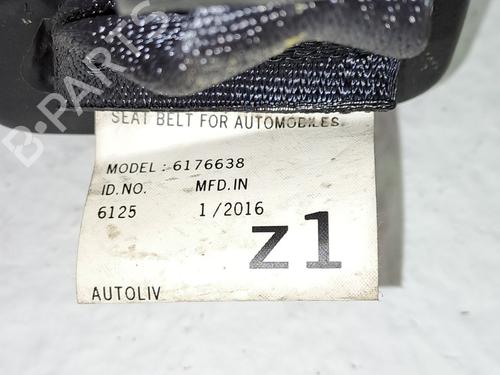 B-PARTS
SEAT BELT FOR AUTOMOBILES.
MODEL : 6176638
ID.NO. MFD.IN
6125 1/2016
z1
AUTOLIV